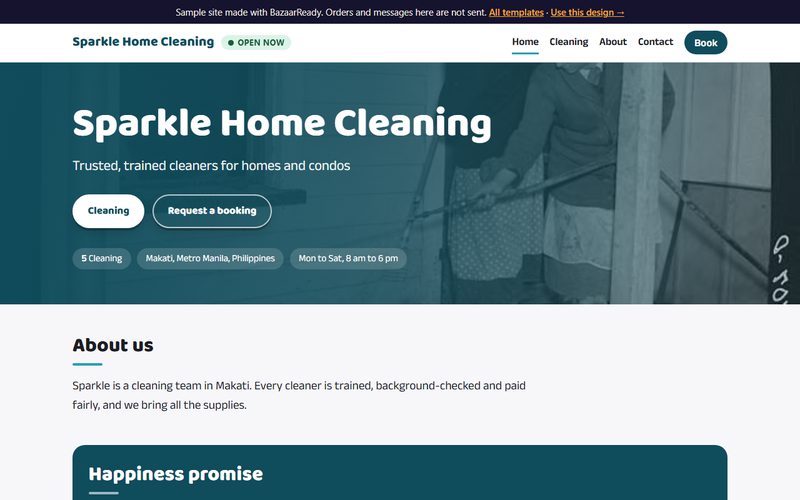 Sample site made with BazaarReady. Orders and messages here are not sent. All templates · Use this design →
Sparkle Home Cleaning
OPEN NOW
Home
Cleaning
About
Contact
Book
Sparkle Home Cleaning
Trusted, trained cleaners for homes and condos
Cleaning
Request a booking
5 Cleaning
Makati, Metro Manila, Philippines
Mon to Sat, 8 am to 6 pm
About us
Sparkle is a cleaning team in Makati. Every cleaner is trained, background-checked and paid
fairly, and we bring all the supplies.
Happiness promise